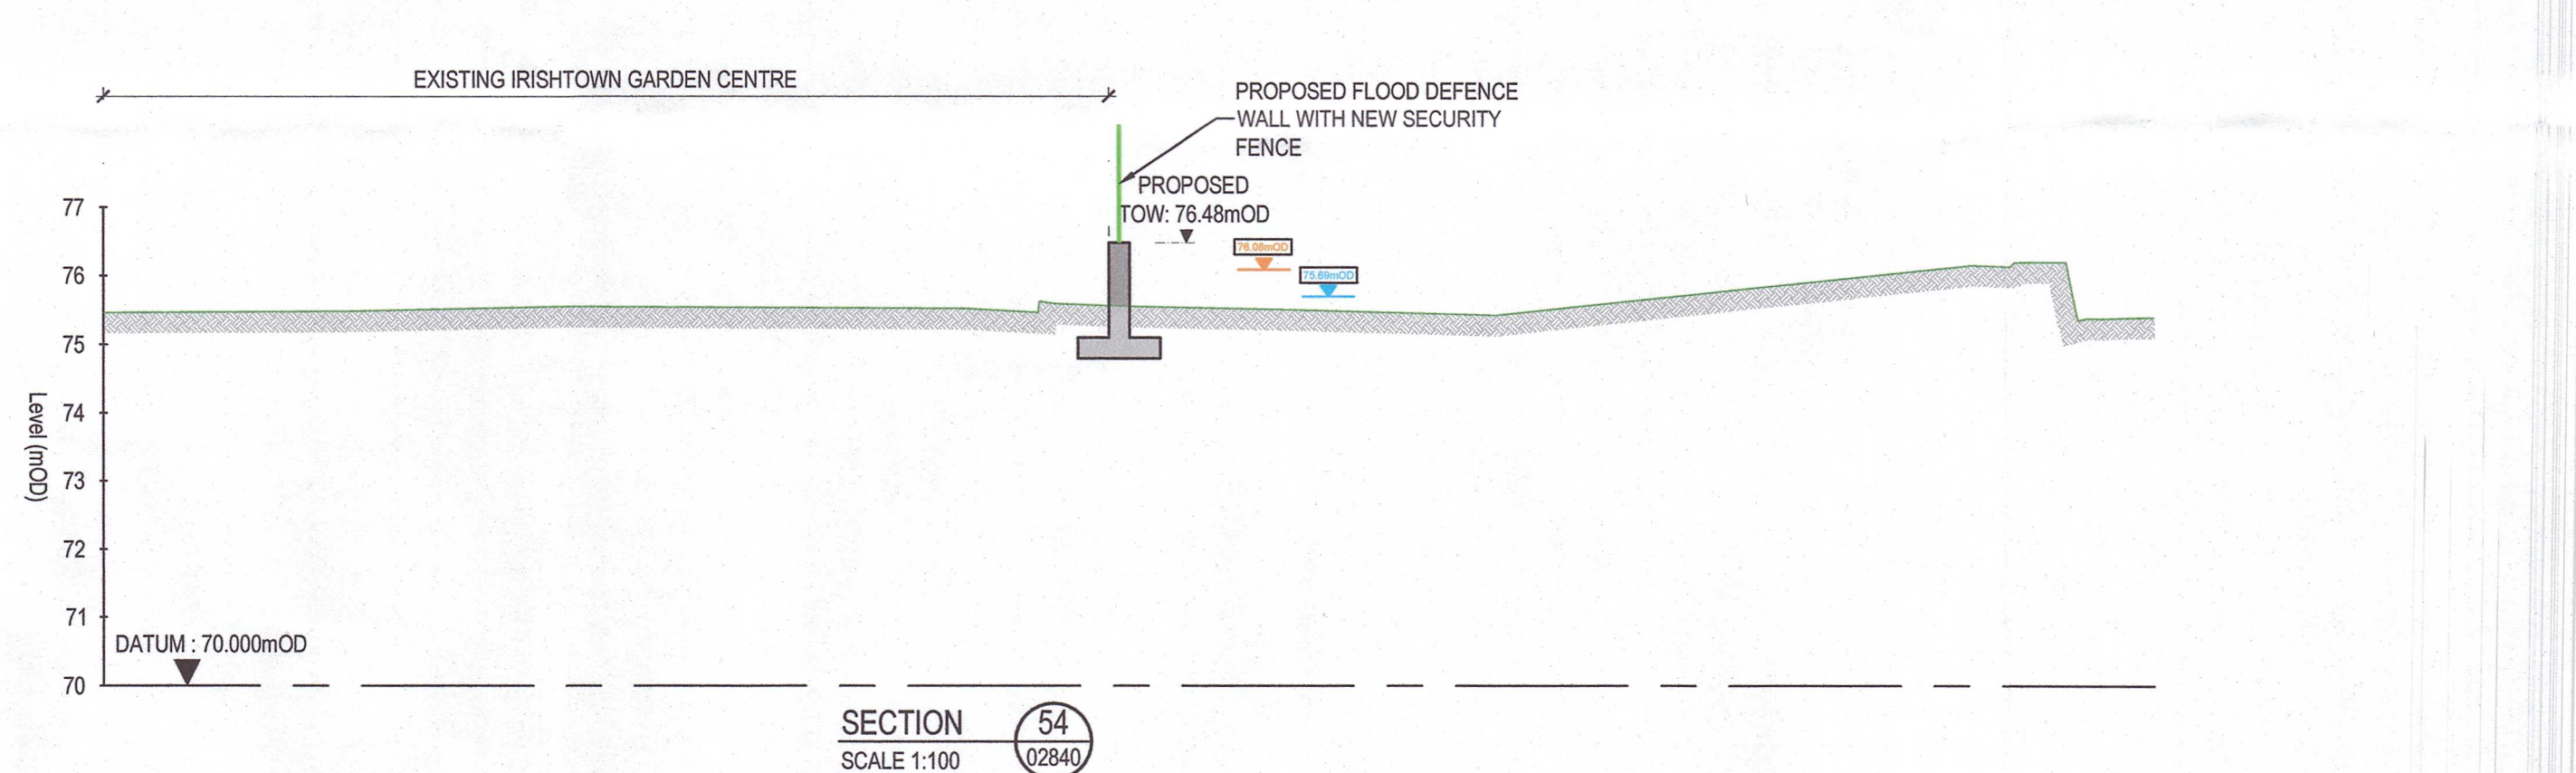 EXISTING IRISHTOWN GARDEN CENTRE
PROPOSED FLOOD DEFENCE
WALL WITH NEW SECURITY
FENCE
PROPOSED
TOW: 76.48mOD
76.08mOD
75.69mOD
77
76
75
74
73
72
71
70
Level (mOD)
DATUM : 70.000mOD
SECTION
54
SCALE 1:100
02840